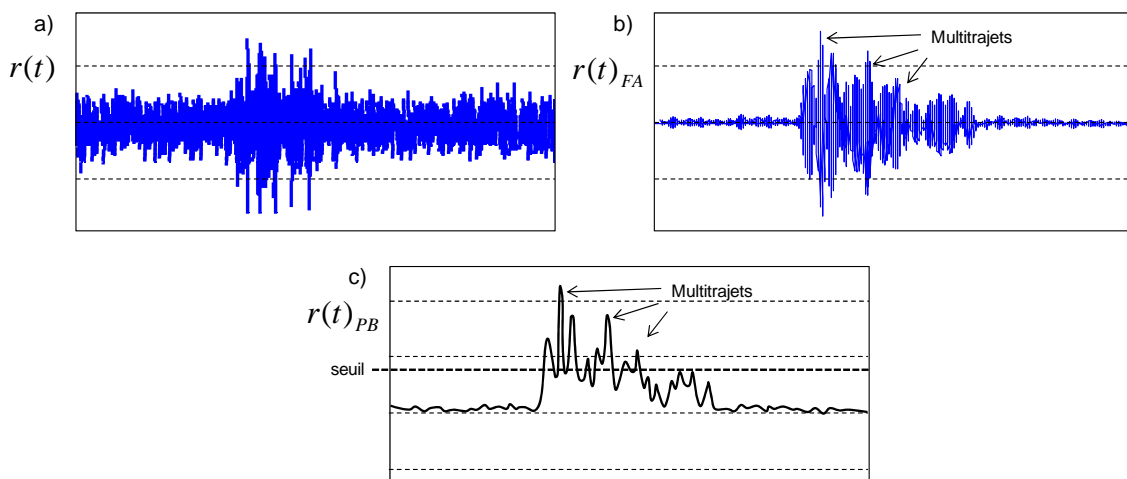 a)
r(t)
b)
r(t)_{FA}
Multitrajets
c)
r(t)_{PB}
Multitrajets
seuil